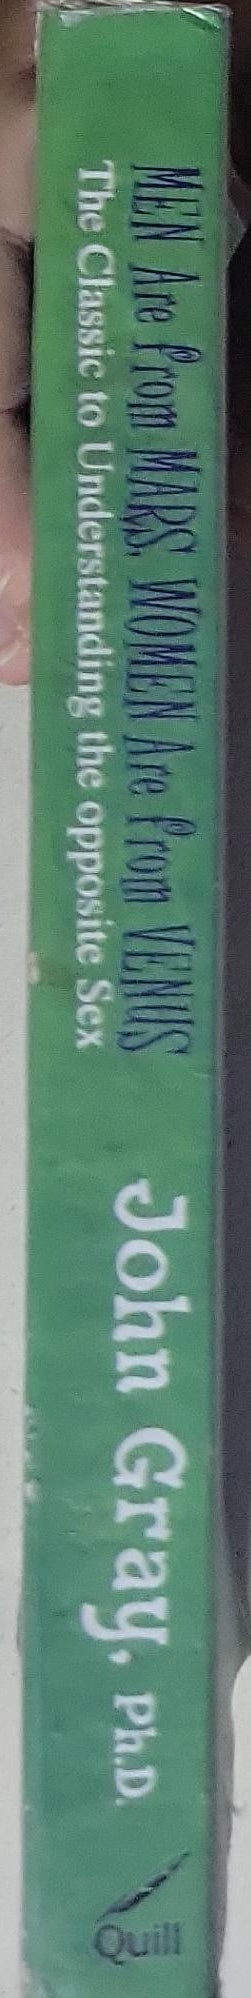 MEN Are from MARS, WOMEN Are from VENUS
The Classic to Understanding the opposite Sex
John Gray, Ph.D.
Quill